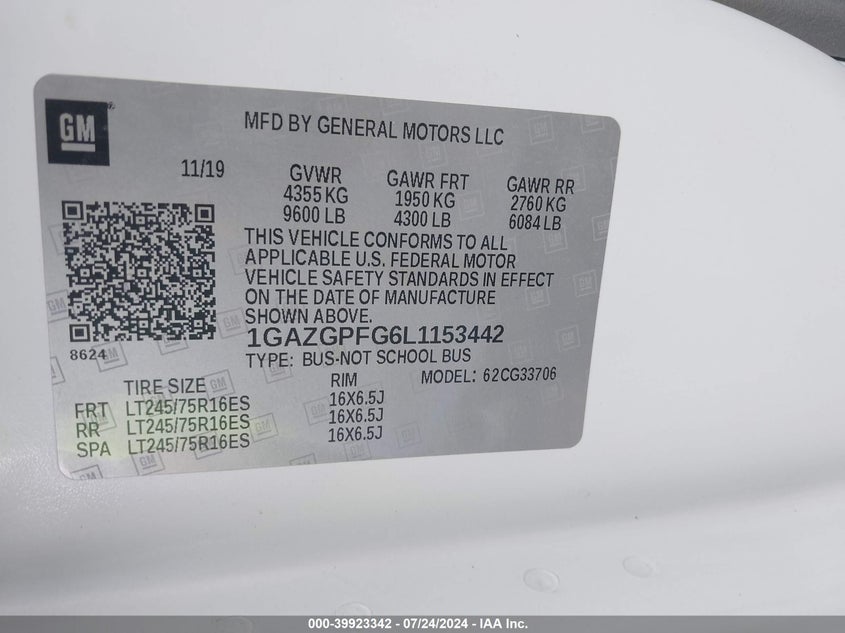 GM
MFD BY GENERAL MOTORS LLC
11/19
GVWR
4355 KG
9600 LB
GAWR FRT
1950 KG
4300 LB
GAWR RR
2760 KG
6084 LB
THIS VEHICLE CONFORMS TO ALL
APPLICABLE U.S. FEDERAL MOTOR
VEHICLE SAFETY STANDARDS IN EFFECT
ON THE DATE OF MANUFACTURE
SHOWN ABOVE.
8624
1GAZGPFG6L1153442
TYPE: BUS-NOT SCHOOL BUS
MODEL: 62CG33706
TIRE SIZE RIM
FRT LT245/75R16ES 16X6.5J
RR LT245/75R16ES 16X6.5J
SPA LT245/75R16ES 16X6.5J
000-39923342 - 07/24/2024 - IAA Inc.